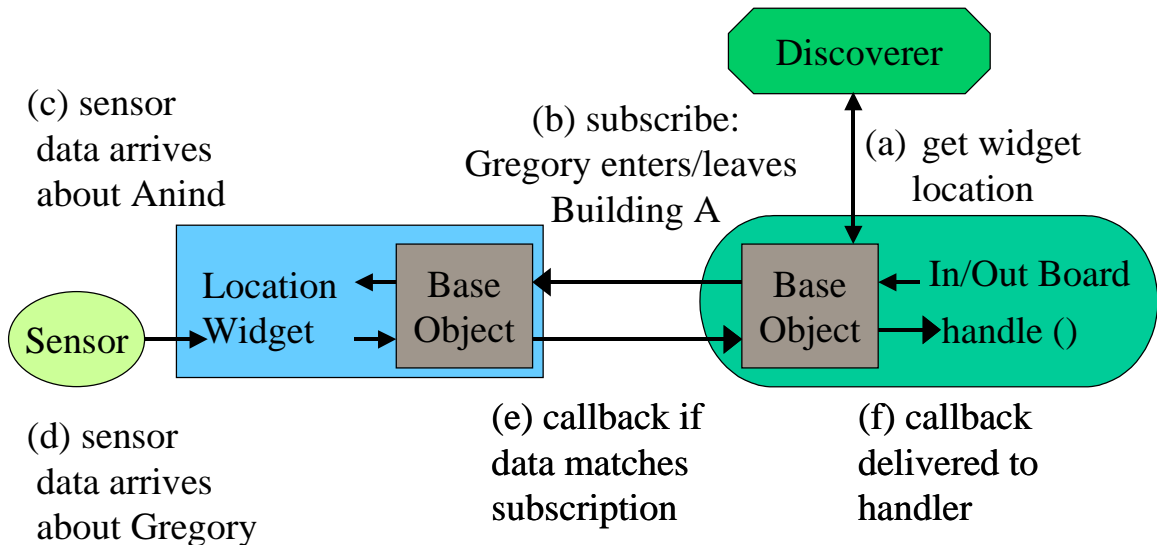 Discoverer
(c) sensor
data arrives
about Anind
(b) subscribe:
Gregory enters/leaves
Building A
(a) get widget
location
Location
Widget
Base
Object
Base
Object
In/Out Board
handle ()
Sensor
(d) sensor
data arrives
about Gregory
(e) callback if
data matches
subscription
(f) callback
delivered to
handler